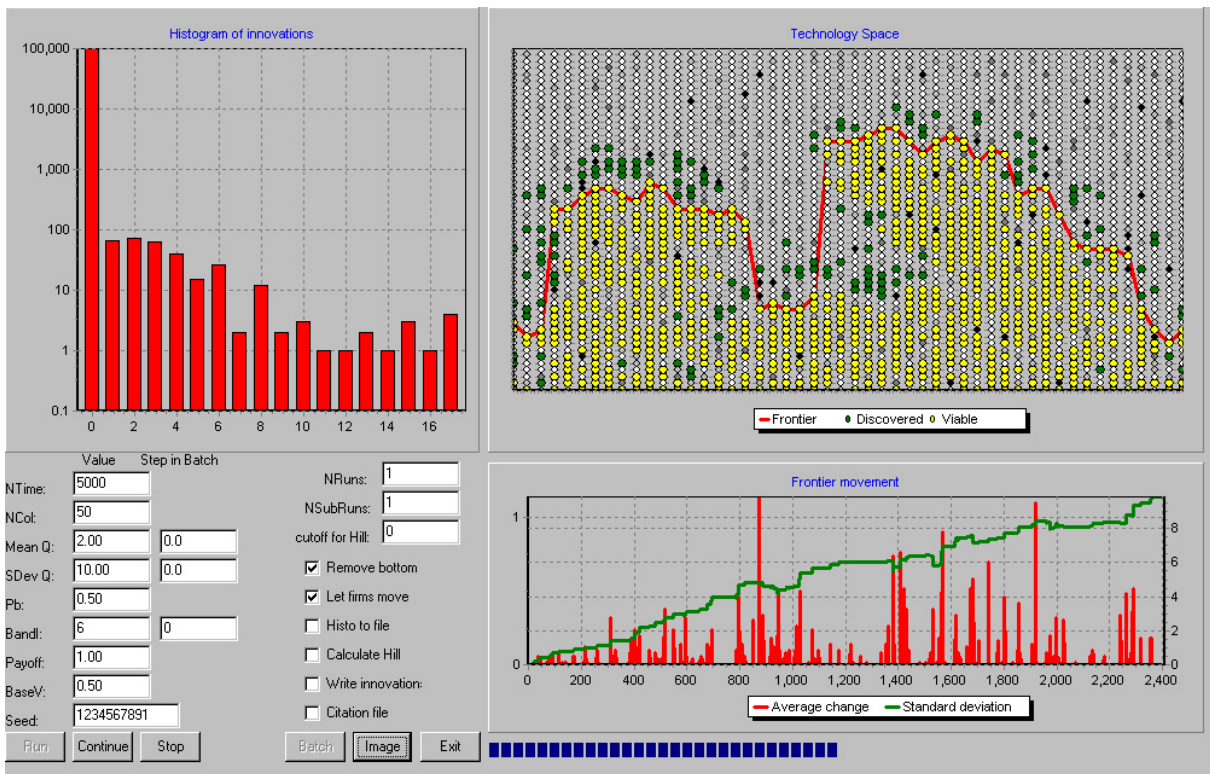 Histogram of innovations
100,000
10,000
1,000
100
10
1
0.1
0 2 4 6 8 10 12 14 16
Technology Space
Frontier Discovered Viable
Value Step in Batch
NTime: 5000
NCol: 50
Mean Q: 2.00 0.0
SDev Q: 10.00 0.0
Pb: 0.50
BandI: 6 0
Payoff: 1.00
BaseV: 0.50
Seed: 1234567891
NRuns: 1
NSubRuns: 1
cutoff for Hill: 0
Remove bottom
Let firms move
Histo to file
Calculate Hill
Write innovation:
Citation file
Run Continue Stop Batch Image Exit
Frontier movement
1
0
8
6
4
2
0
0 200 400 600 800 1,000 1,200 1,400 1,600 1,800 2,000 2,200 2,400
Average change Standard deviation